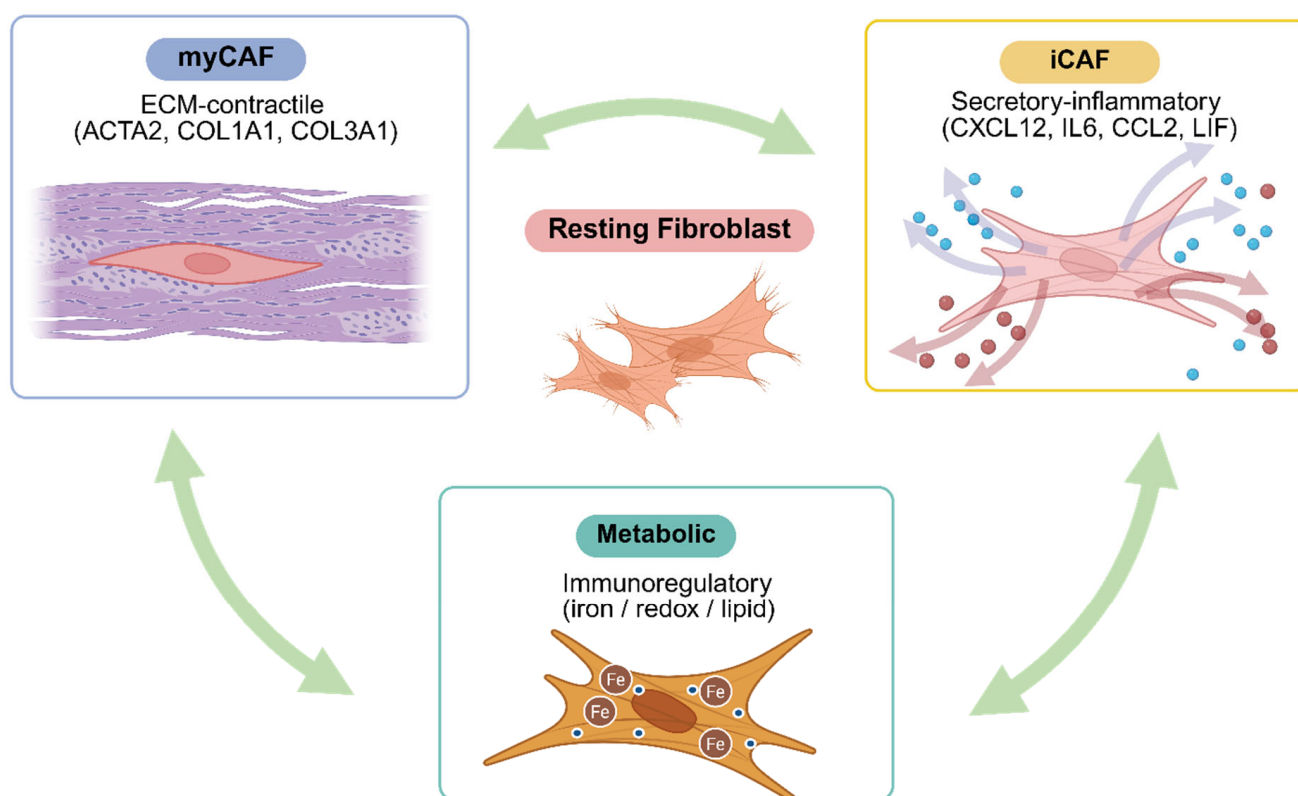 myCAF
ECM-contractile
(ACTA2, COL1A1, COL3A1)
iCAF
Secretory-inflammatory
(CXCL12, IL6, CCL2, LIF)
Resting Fibroblast
Metabolic
Immunoregulatory
(iron / redox / lipid)
Fe
Fe
Fe
Fe